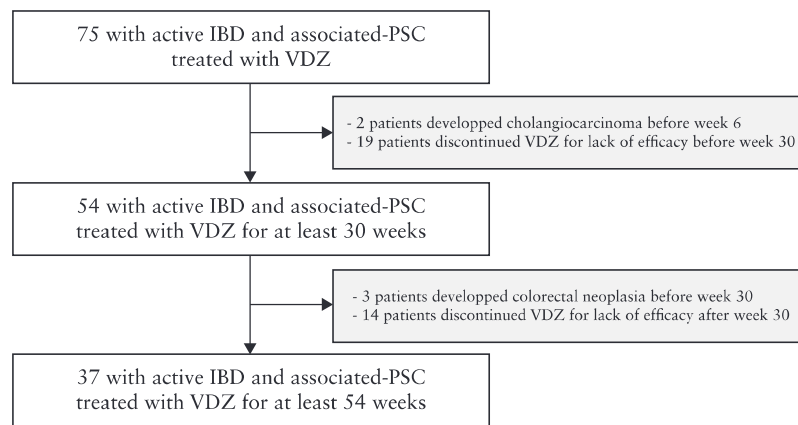 75 with active IBD and associated-PSC
treated with VDZ
- 2 patients developped cholangiocarcinoma before week 6
- 19 patients discontinued VDZ for lack of efficacy before week 30
54 with active IBD and associated-PSC
treated with VDZ for at least 30 weeks
- 3 patients developped colorectal neoplasia before week 30
- 14 patients discontinued VDZ for lack of efficacy after week 30
37 with active IBD and associated-PSC
treated with VDZ for at least 54 weeks